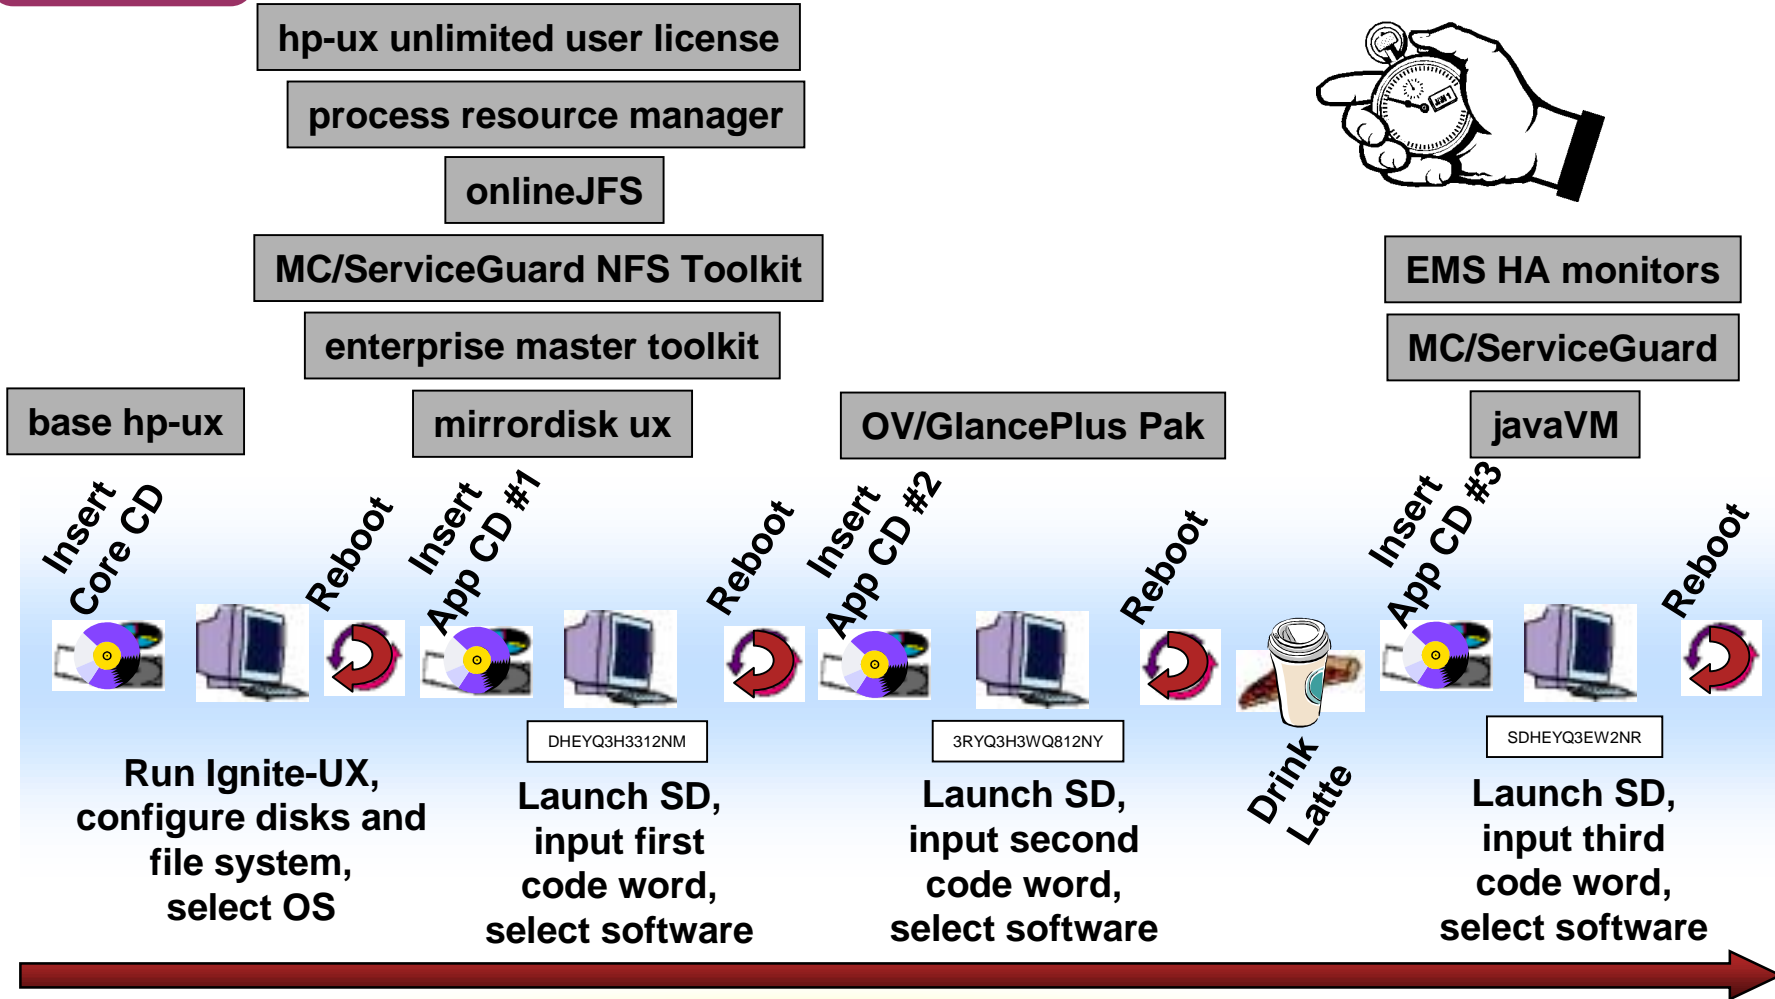 hp-ux unlimited user license
process resource manager
onlineJFS
MC/ServiceGuard NFS Toolkit
enterprise master toolkit
mirrordisk ux
base hp-ux
OV/GlancePlus Pak
EMS HA monitors
MC/ServiceGuard
javaVM
Insert
Core CD
Reboot
Insert
App CD #1
Reboot
Insert
App CD #2
Reboot
Drink
Latte
Insert
App CD #3
Reboot
Run Ignite-UX,
configure disks and
file system,
select OS
DHEYQ3H3312NM
Launch SD,
input first
code word,
select software
3RYQ3H3WQ812NY
Launch SD,
input second
code word,
select software
SDHEYQ3EW2NR
Launch SD,
input third
code word,
select software